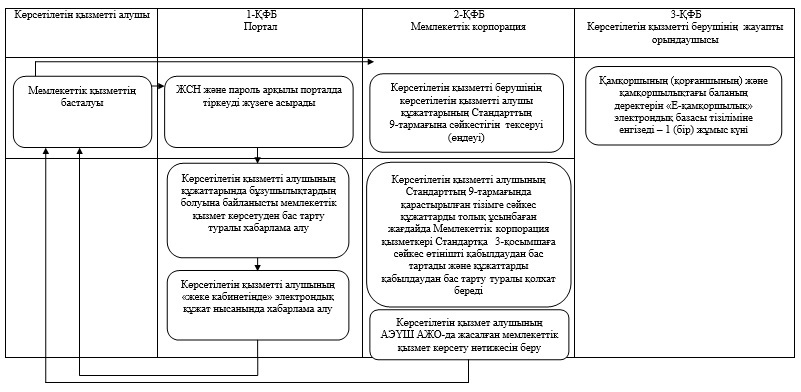 Көрсетілетін қызметті алушы
1-ҚФБ
Портал
2-ҚФБ
Мемлекеттік корпорация
3-ҚФБ
Көрсетілетін қызметті берушінің жауапты
орындаушысы
Мемлекеттік қызметтің
басталуы
ЖСН және пароль арқылы порталда
тіркеуді жүзеге асырады
Көрсетілетін қызметті берушінің
көрсетілетін қызметті алушы
құжаттарының Стандарттың
9-тармағына сәйкестігін тексеруі
(өңдеуі)
Қамқоршының (қорғаншының) және
қамқоршылықтағы баланың
деректерін «Е-қамқоршылық»
электрондық базасы тізіліміне
енгізеді – 1 (бір) жұмыс күні
Көрсетілетін қызметті алушының
құжаттарында бұзушылықтардың
болуына байланысты мемлекеттік
қызмет көрсетуден бас тарту
туралы хабарлама алу
Көрсетілетін қызметті алушының
Стандарттың 9-тармағында
қарастырылған тізімге сәйкес
құжаттарды толық ұсынбаған
жағдайда Мемлекеттік корпорация
қызметкері Стандартқа 3-қосымшаға
сәйкес өтінішті қабылдаудан бас
тартады және құжаттарды
қабылдаудан бас тарту туралы қолхат
береді
Көрсетілетін қызметті алушының
«жеке кабинетінде» электрондық
құжат нысанында хабарлама алу
Көрсетілетін қызмет алушының
АЭҮШ АЖО-да жасалған мемлекеттік
қызмет көрсету нәтижесін беру